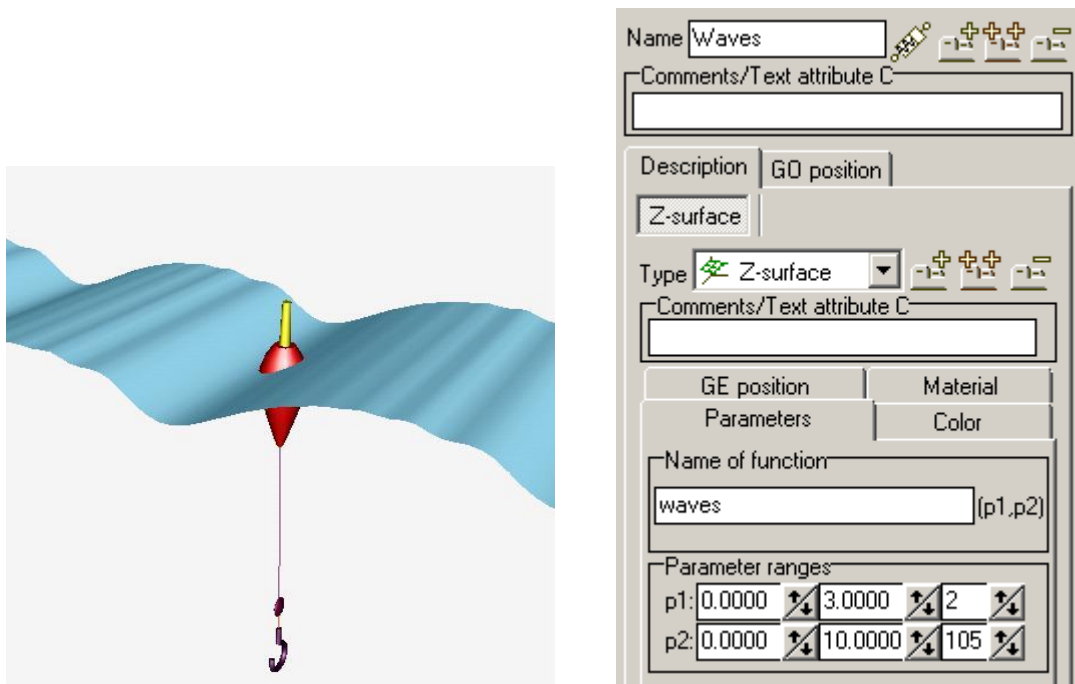 Name Waves
Comments/Text attribute C
Description GO position
Z-surface
Type Z-surface
Comments/Text attribute C
GE position Material
Parameters Color
Name of function
waves (p1,p2)
Parameter ranges
p1: 0.0000 3.0000 2
p2: 0.0000 10.0000 105